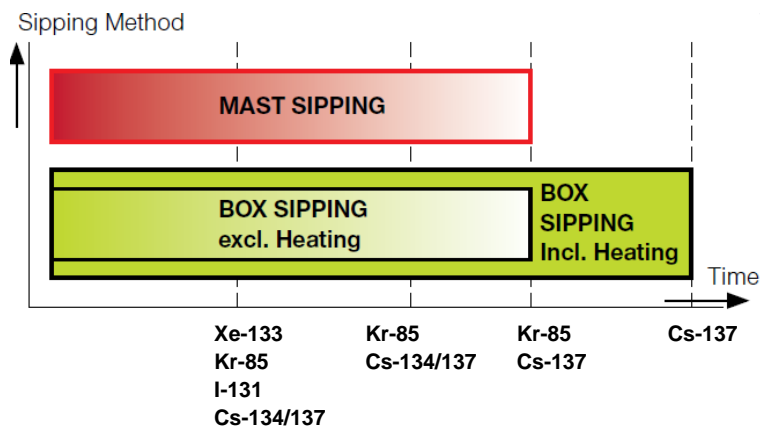 Sipping Method
MAST SIPPING
BOX SIPPING
excl. Heating
BOX
SIPPING
Incl. Heating
Time
Xe-133
Kr-85
I-131
Cs-134/137
Kr-85
Cs-134/137
Kr-85
Cs-137
Cs-137